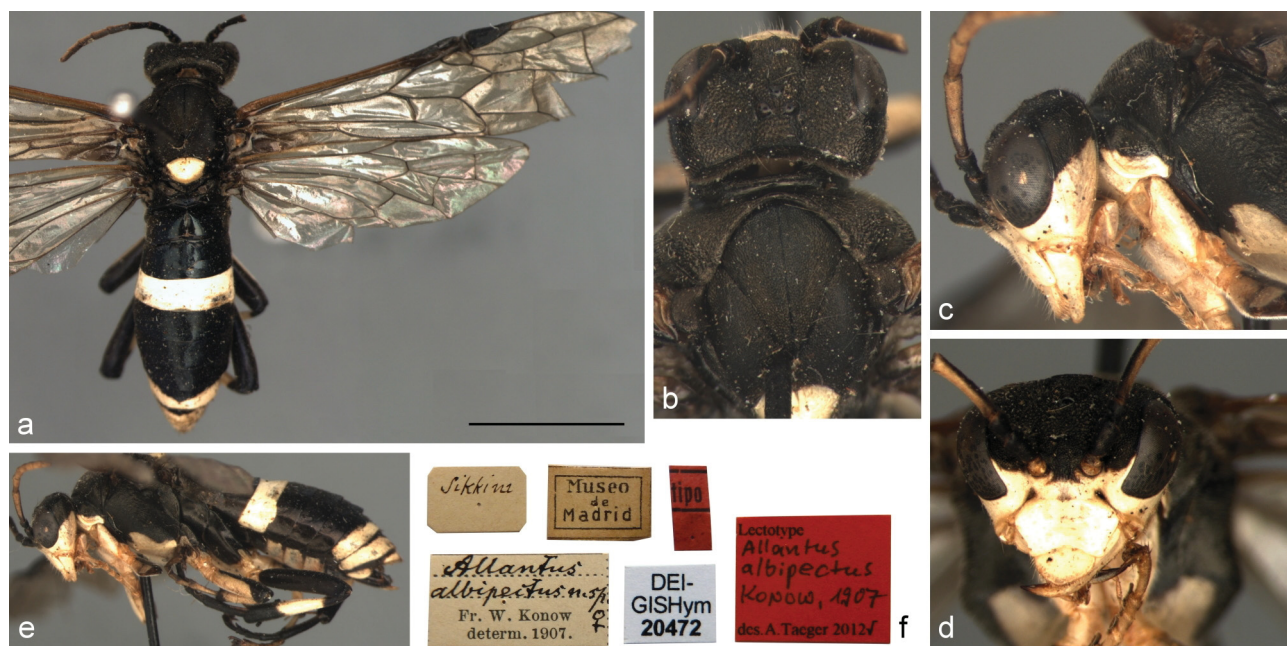 a
b
c
d
e
f
Sikkim
Museo
de
Madrid
tipo
Allantus
albipectus n. sp.
Fr. W. Konow ♀
determ. 1907.
DEI-
GISHym
20472
Lectotype
Allantus
albipectus
Konow, 1907
des. A. Taeger 2012